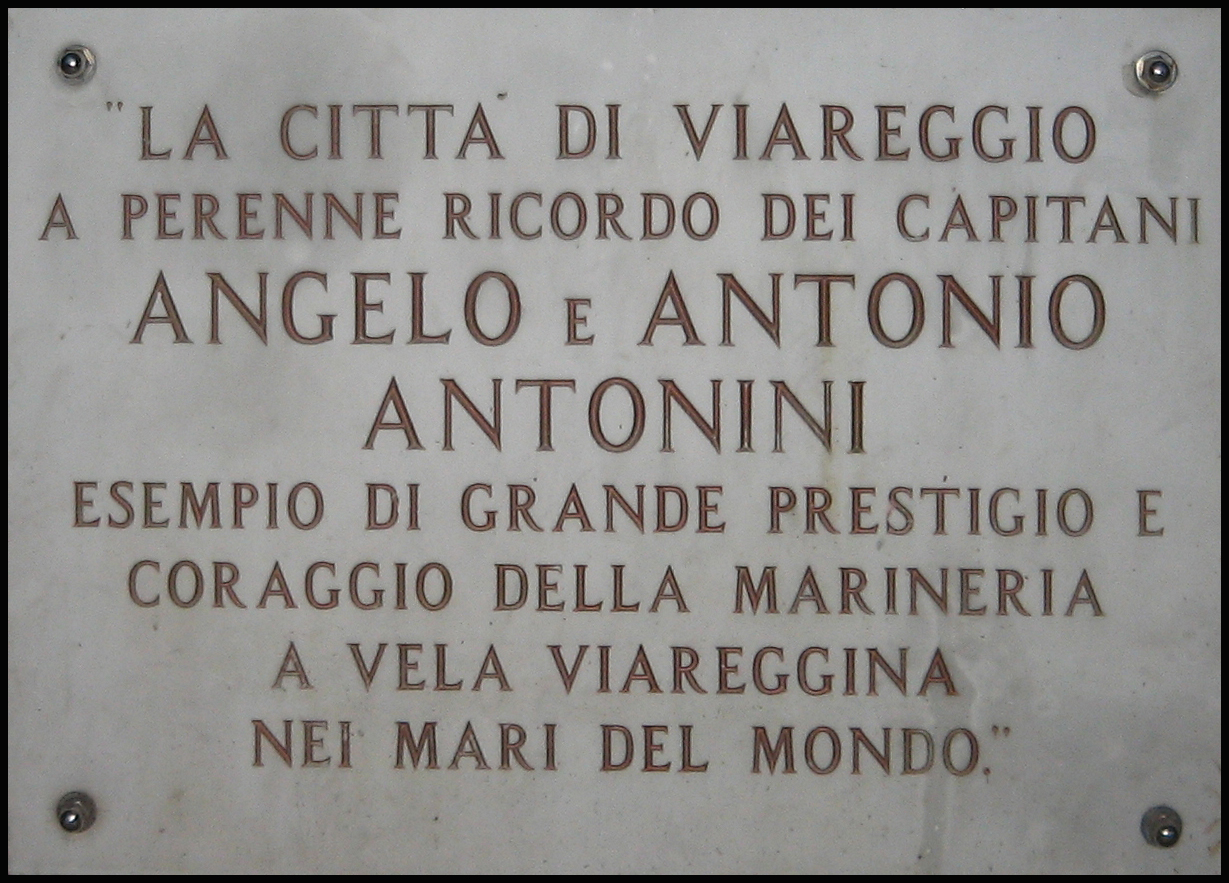 "LA CITTÀ DI VIAREGGIO
A PERENNE RICORDO DEI CAPITANI
ANGELO E ANTONIO
ANTONINI
ESEMPIO DI GRANDE PRESTIGIO E
CORAGGIO DELLA MARINERIA
A VELA VIAREGGINA
NEI MARI DEL MONDO."